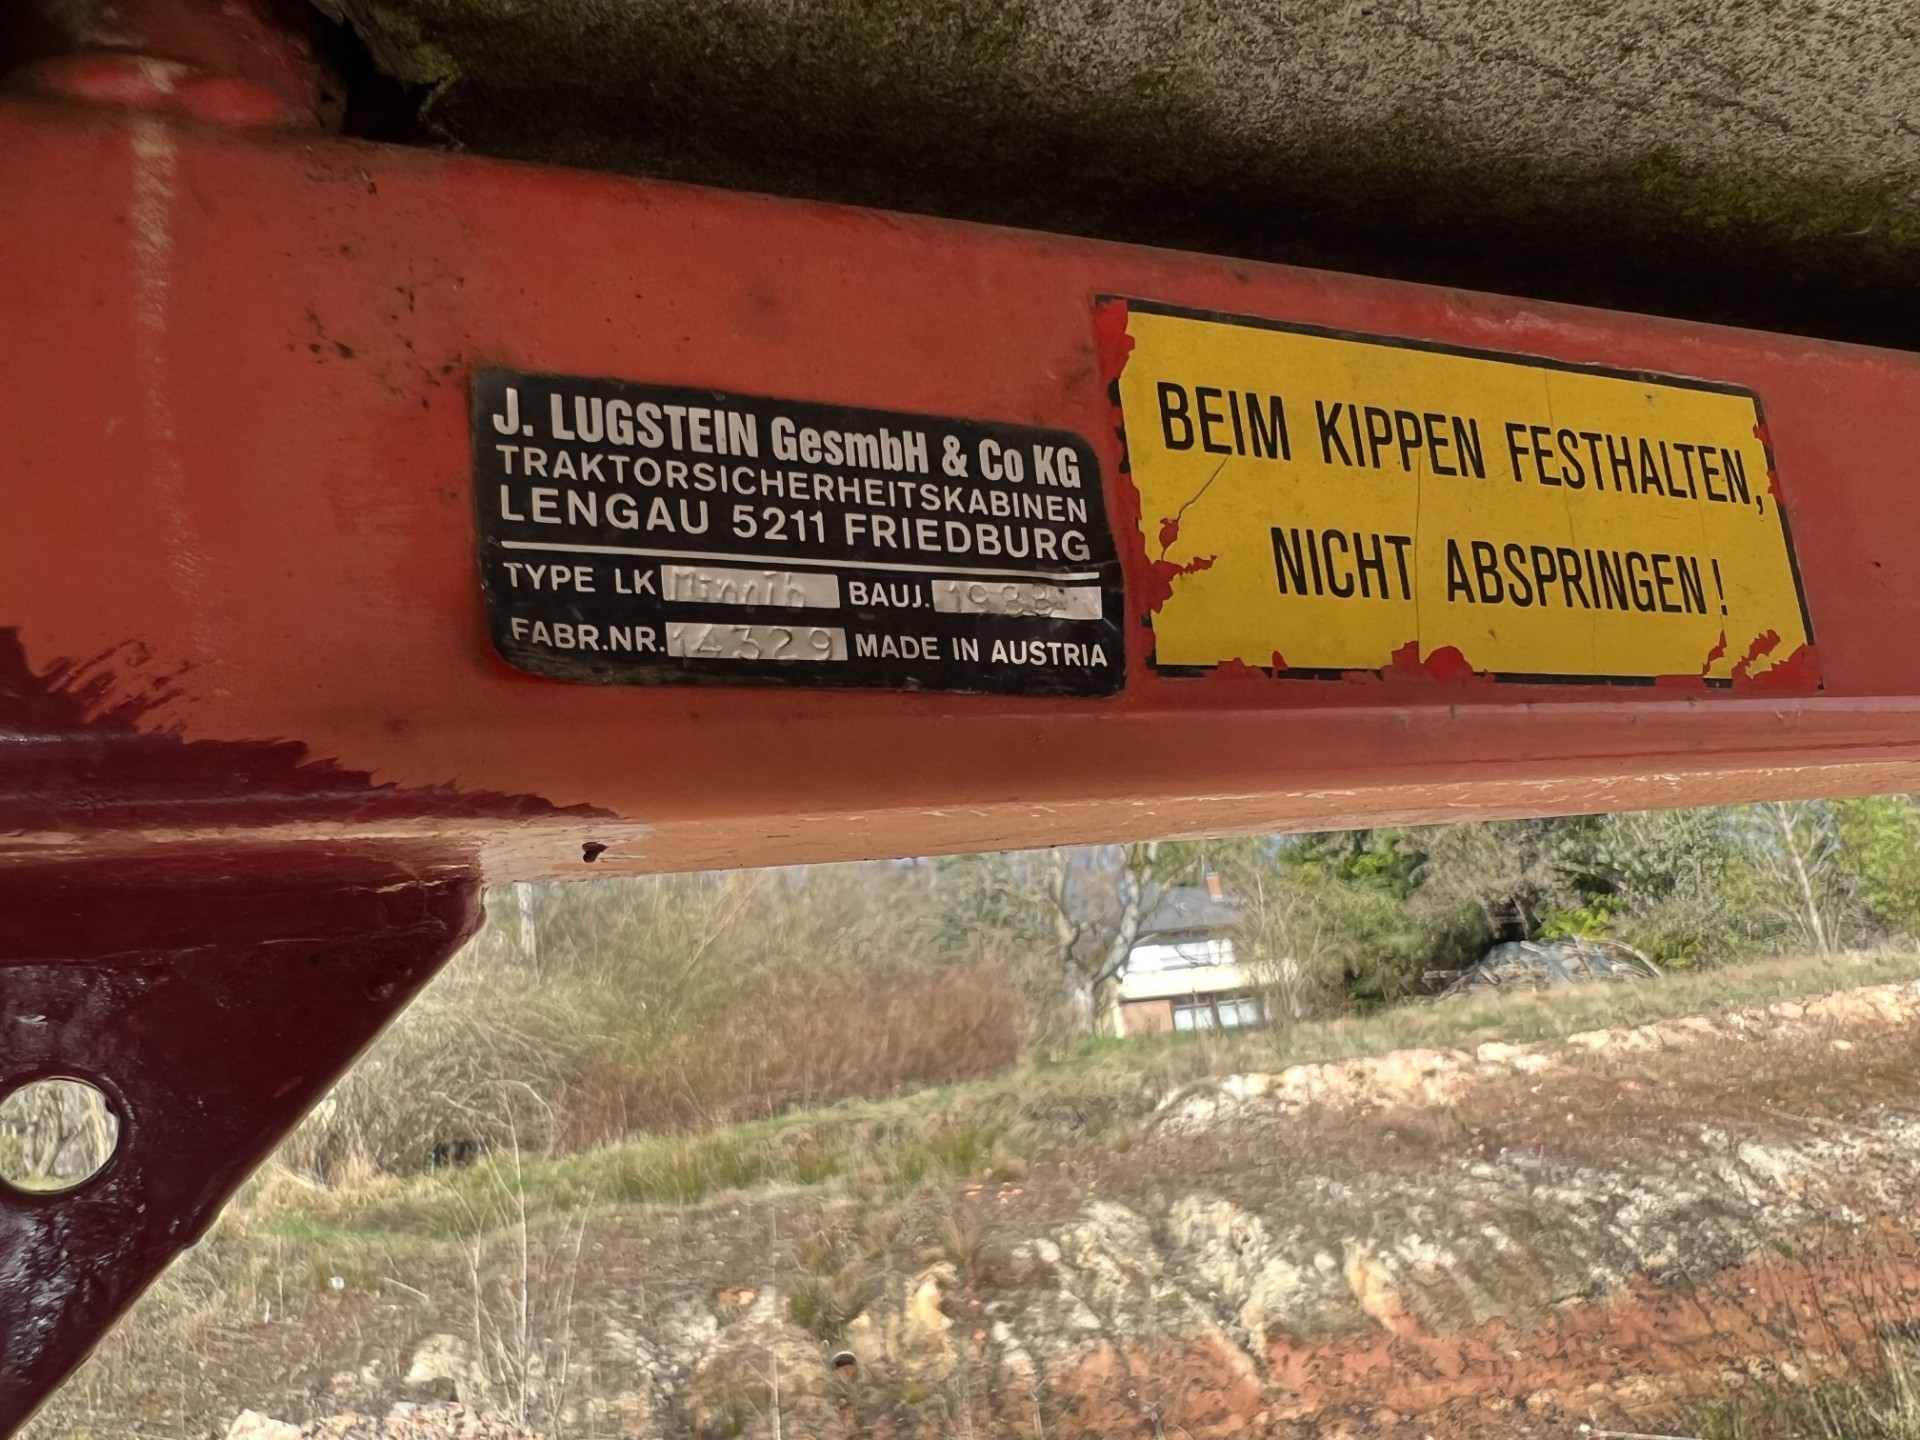 J. LUGSTEIN GesmbH & Co KG
TRAKTORSICHERHEITSKABINEN
LENGAU 5211 FRIEDBURG
TYPE LK BAUJ. 1988
FABR.NR. 14329 MADE IN AUSTRIA
BEIM KIPPEN FESTHALTEN,
NICHT ABSPRINGEN!